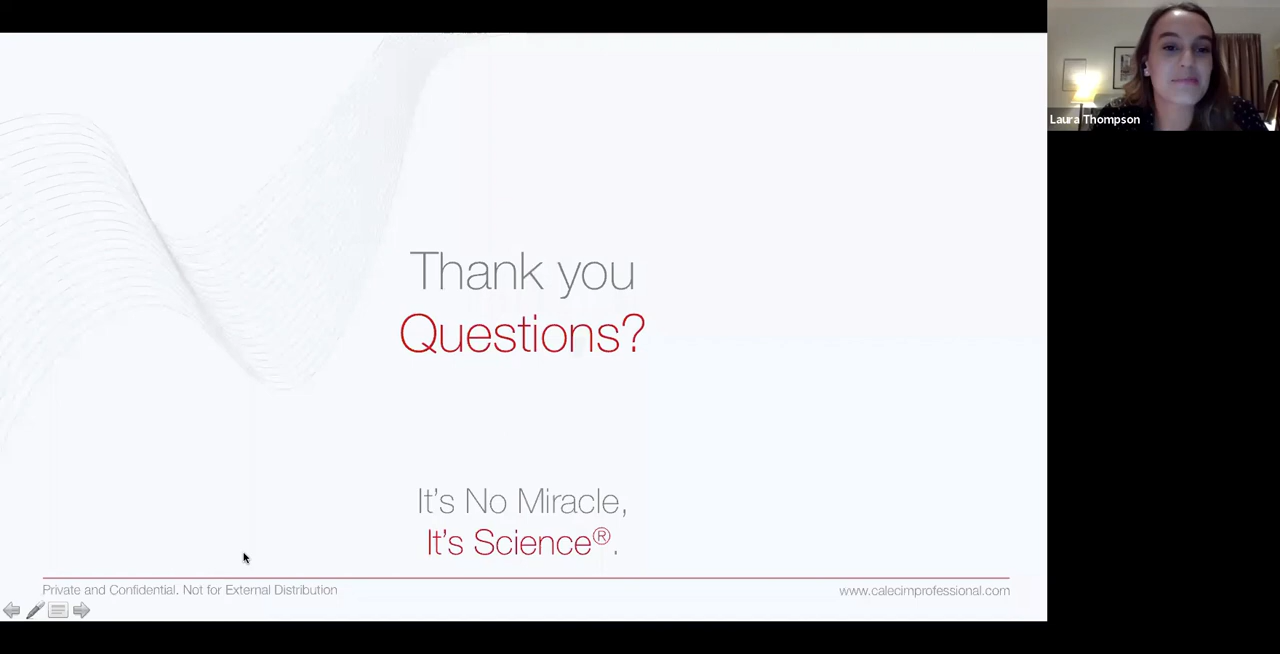 Laura Thompson
Thank you
Questions?
It's No Miracle,
It's Science®.
Private and Confidential. Not for External Distribution
www.calecimprofessional.com